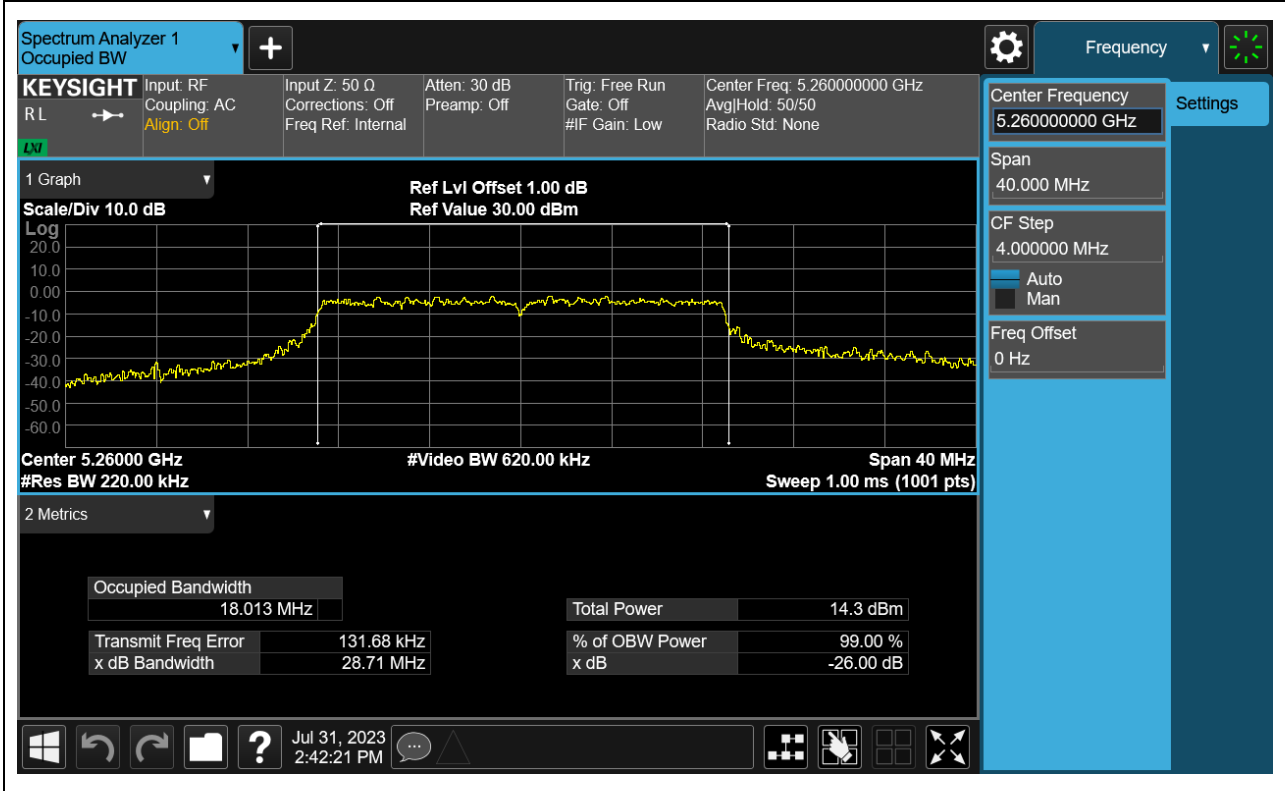 Spectrum Analyzer 1
Occupied BW
Frequency
KEYSIGHT
R L
LXI
Input: RF
Coupling: AC
Align: Off
Input Z: 50 Ω
Corrections: Off
Freq Ref: Internal
Atten: 30 dB
Preamp: Off
Trig: Free Run
Gate: Off
#IF Gain: Low
Center Freq: 5.260000000 GHz
Avg|Hold: 50/50
Radio Std: None
Center Frequency
5.260000000 GHz
Settings
Span
40.000 MHz
CF Step
4.000000 MHz
Auto
Man
Freq Offset
0 Hz
1 Graph
Scale/Div 10.0 dB
Ref Lvl Offset 1.00 dB
Ref Value 30.00 dBm
Log
20.0
10.0
0.00
-10.0
-20.0
-30.0
-40.0
-50.0
-60.0
Center 5.26000 GHz
#Video BW 620.00 kHz
Span 40 MHz
#Res BW 220.00 kHz
Sweep 1.00 ms (1001 pts)
2 Metrics
Occupied Bandwidth
18.013 MHz
Total Power 14.3 dBm
Transmit Freq Error 131.68 kHz
% of OBW Power 99.00 %
x dB Bandwidth 28.71 MHz
x dB -26.00 dB
?
Jul 31, 2023
2:42:21 PM